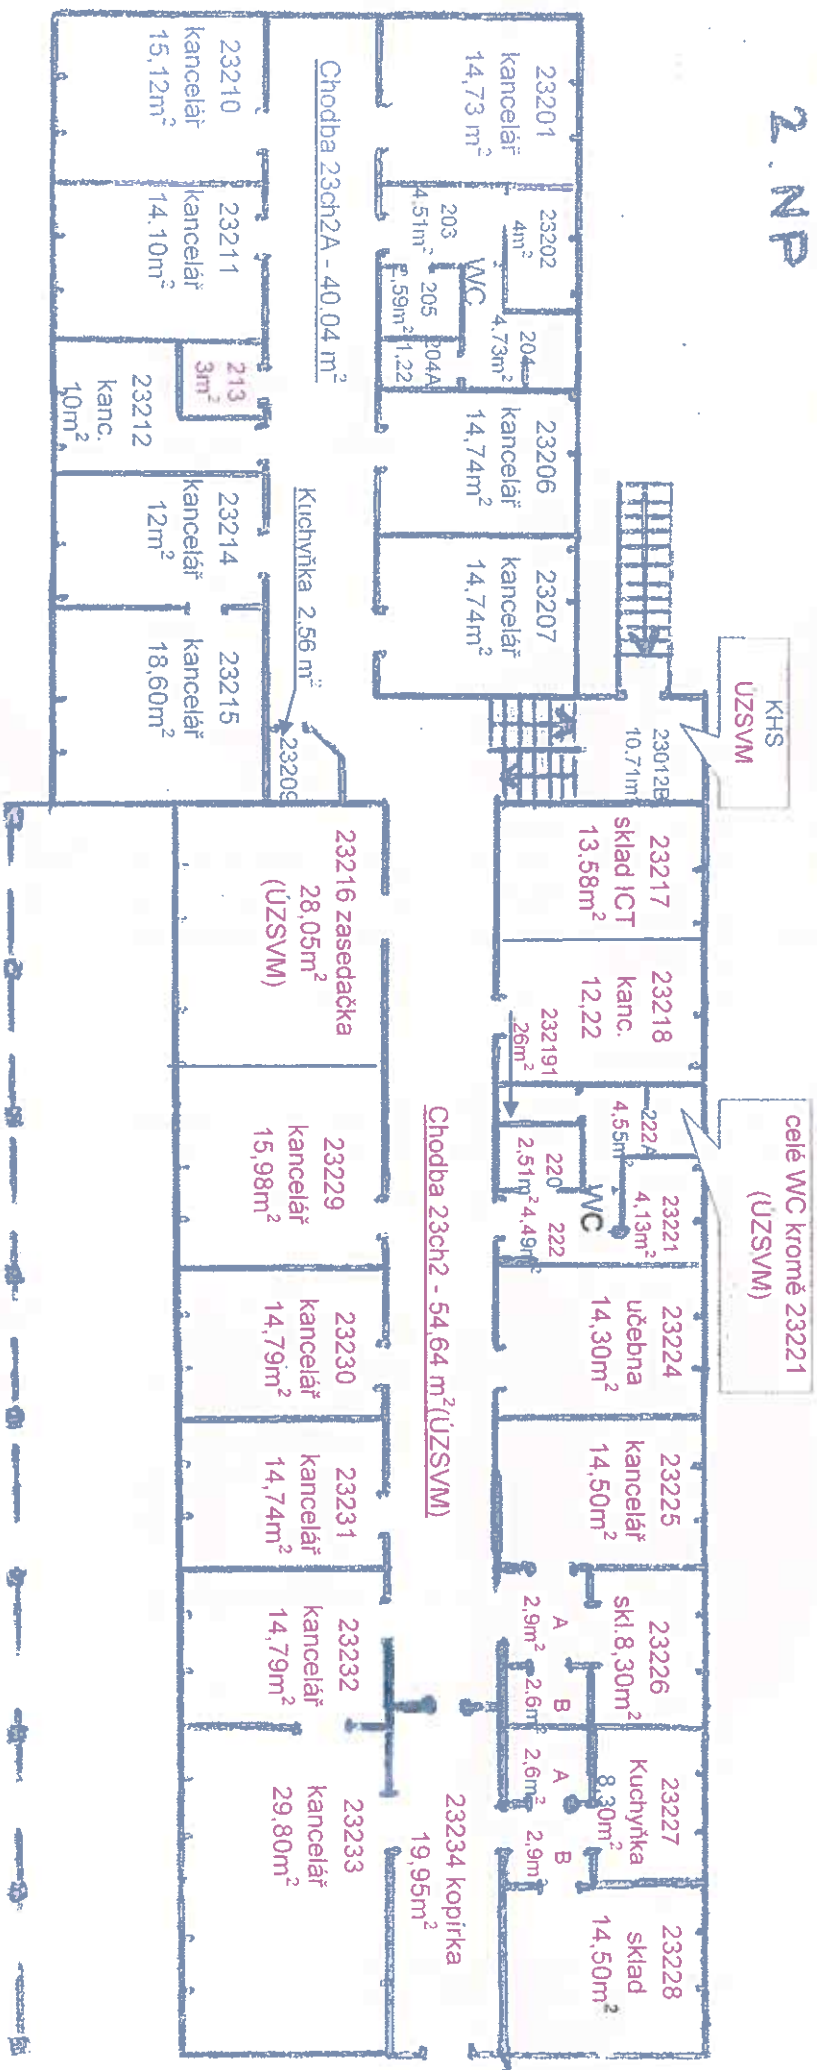 2. NP
23201
kancelář
14,73 m²
23202
4m²
203
4.51m²
WC
204
4.73m²
205
,59m²
204A
1,22
23206
kancelář
14,74m²
23207
kancelář
14,74m²
Chodba 23ch2A - 40.04 m²
23210
kancelář
15,12m²
23211
kancelář
14.10m²
213
3m²
23212
kanc.
10m²
23214
kancelář
12m²
23215
kancelář
18,60m²
Kuchyňka 2,56 m²
23209
KHS
ÚZSVM
23012B
10.71m²
23217
sklad ICT
13,58m²
23218
kanc.
12,22
232191
,26m²
celé WC kromě 23221
(ÚZSVM)
222A
4,55m²
23221
4,13m²
WC
220
2,51m²
222
4,49m²
23224
učebna
14,30m²
23225
kancelář
14,50m²
23226
skl.8,30m²
A
2,9m²
B
2,6m²
23227
Kuchyňka
8,30m²
A
2,6m²
B
2,9m²
23228
sklad
14,50m²
Chodba 23ch2 - 54,64 m²(ÚZSVM)
23234 kopírka
19,95m²
23216 zasedačka
28,05m²
(ÚZSVM)
23229
kancelář
15,98m²
23230
kancelář
14,79m²
23231
kancelář
14,74m²
23232
kancelář
14,79m²
23233
kancelář
29,80m²